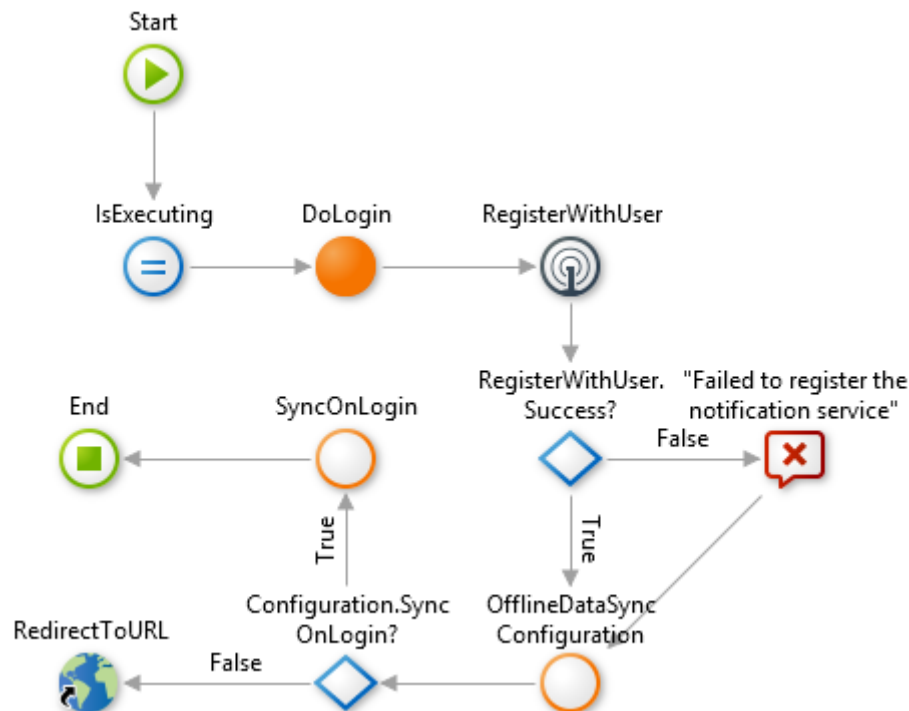 Start
IsExecuting
DoLogin
RegisterWithUser
RegisterWithUser.
Success?
"Failed to register the
notification service"
End
SyncOnLogin
False
True
True
Configuration.Sync
OnLogin?
OfflineDataSync
Configuration
RedirectToURL
False